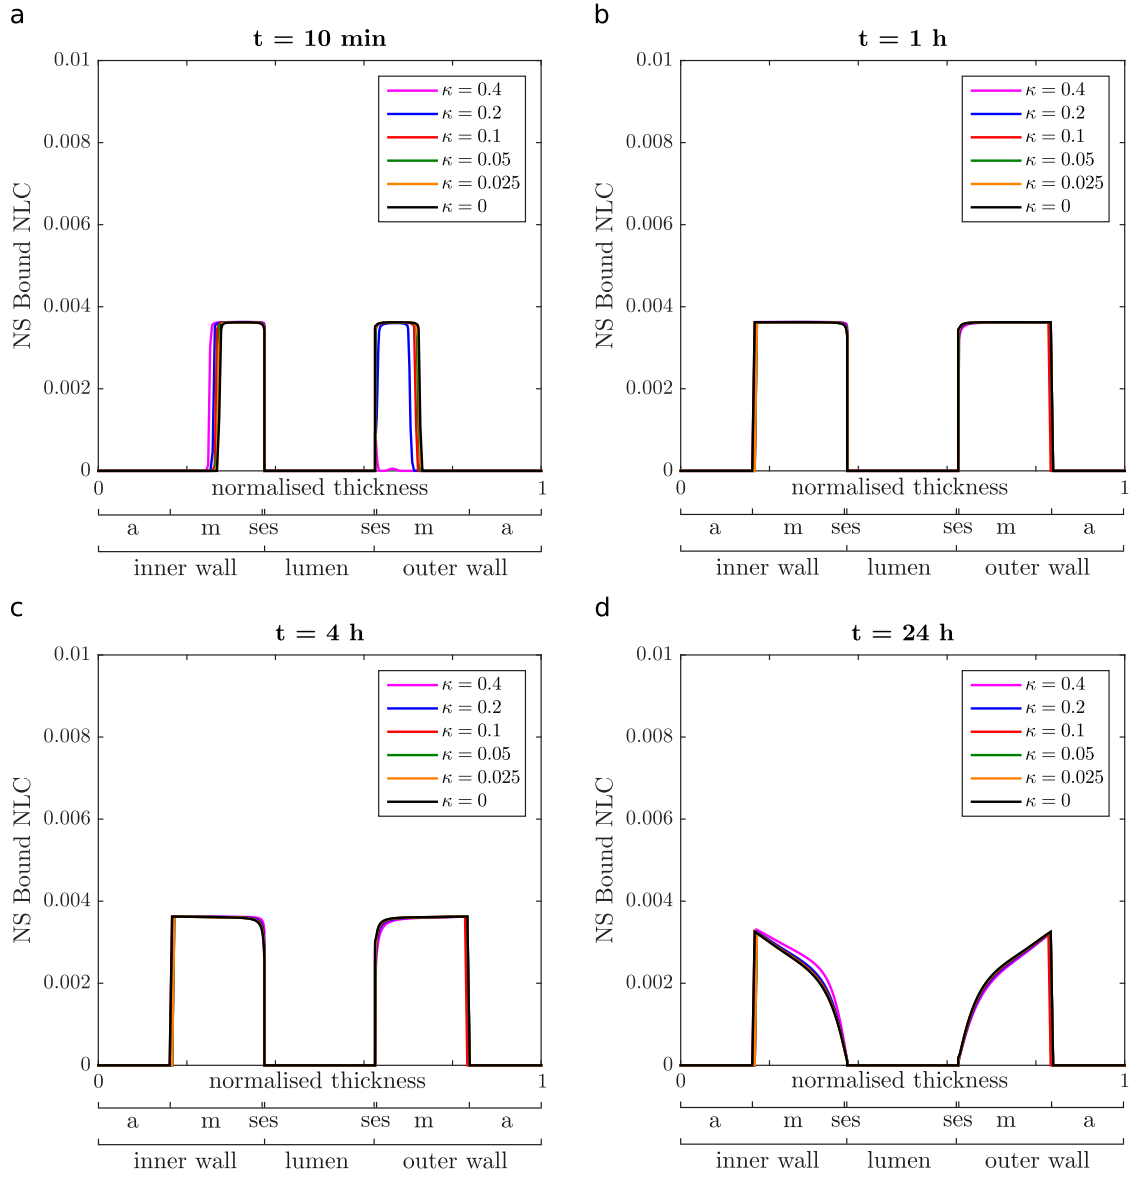 a
t = 10 min
NS Bound NLC
0.01
0.008
0.006
0.004
0.002
0
κ = 0.4
κ = 0.2
κ = 0.1
κ = 0.05
κ = 0.025
κ = 0
0 normalised thickness 1
a m ses ses m a
inner wall lumen outer wall
b
t = 1 h
NS Bound NLC
0.01
0.008
0.006
0.004
0.002
0
κ = 0.4
κ = 0.2
κ = 0.1
κ = 0.05
κ = 0.025
κ = 0
0 normalised thickness 1
a m ses ses m a
inner wall lumen outer wall
c
t = 4 h
NS Bound NLC
0.01
0.008
0.006
0.004
0.002
0
κ = 0.4
κ = 0.2
κ = 0.1
κ = 0.05
κ = 0.025
κ = 0
0 normalised thickness 1
a m ses ses m a
inner wall lumen outer wall
d
t = 24 h
NS Bound NLC
0.01
0.008
0.006
0.004
0.002
0
κ = 0.4
κ = 0.2
κ = 0.1
κ = 0.05
κ = 0.025
κ = 0
0 normalised thickness 1
a m ses ses m a
inner wall lumen outer wall